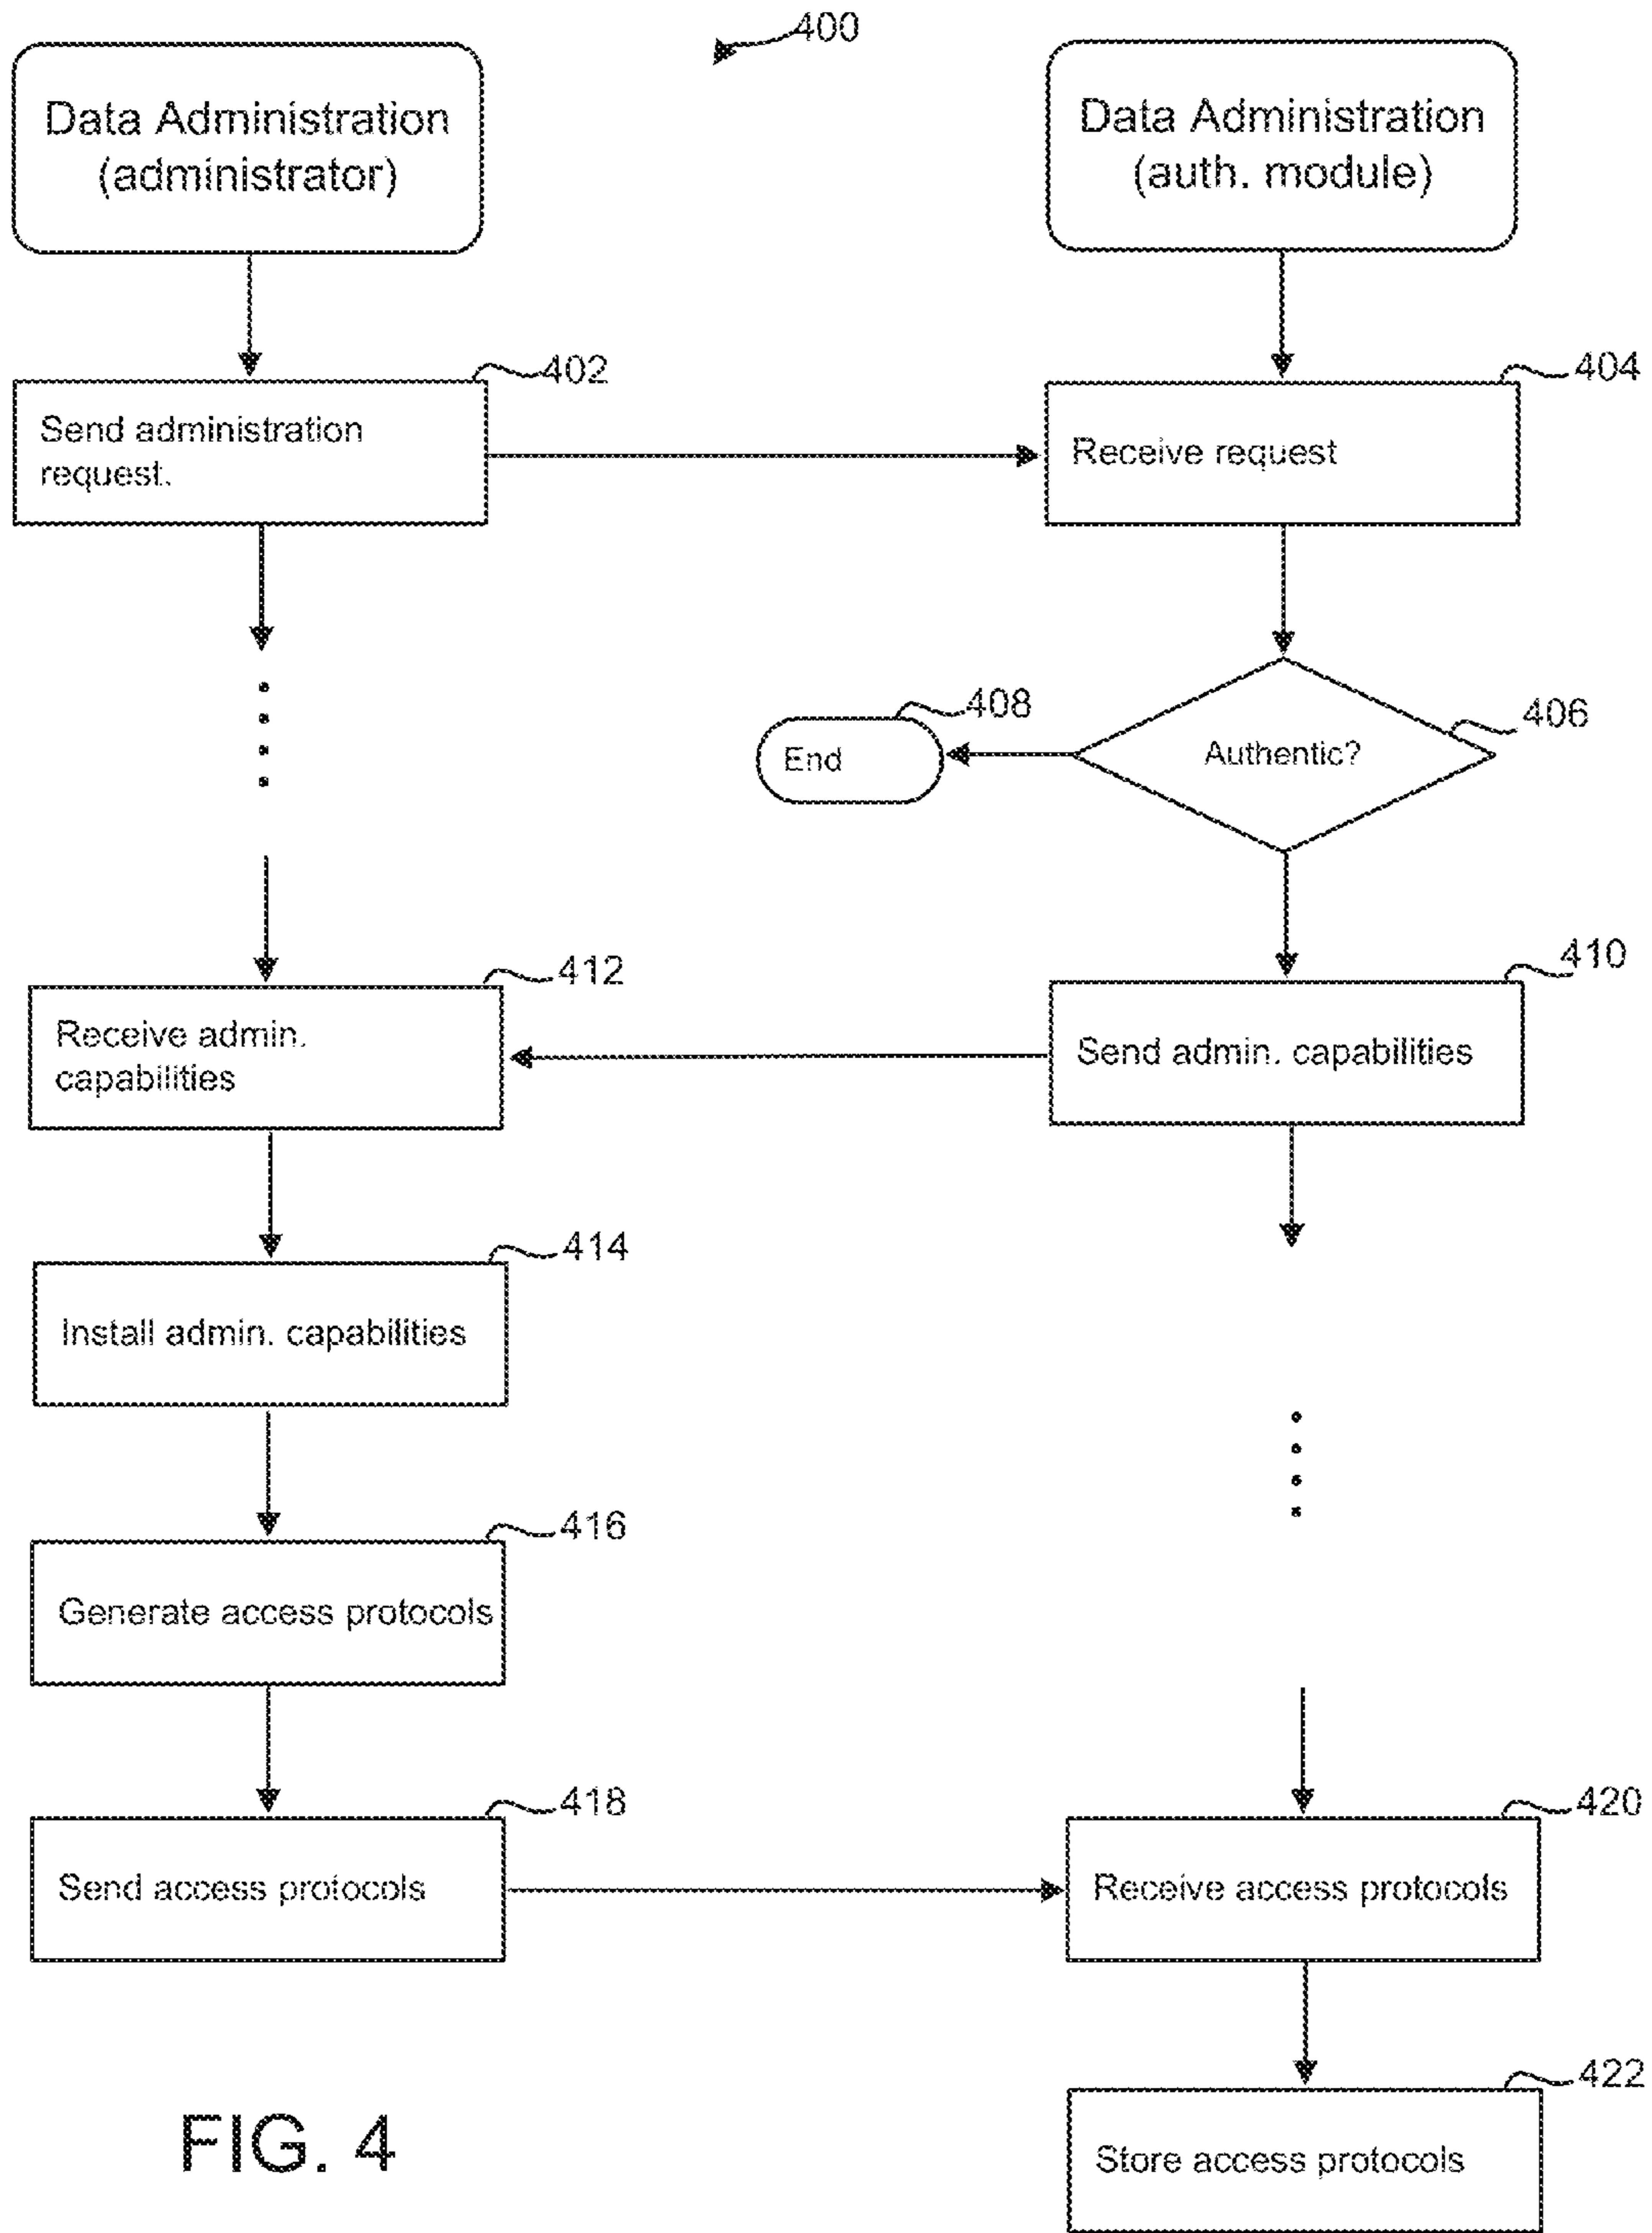 400
Data Administration
(administrator)
Data Administration
(auth. module)
402
Send administration
request.
404
Receive request
406
Authentic?
408
End
410
Send admin. capabilities
412
Receive admin.
capabilities
414
Install admin. capabilities
416
Generate access protocols
418
Send access protocols
420
Receive access protocols
422
Store access protocols
FIG. 4